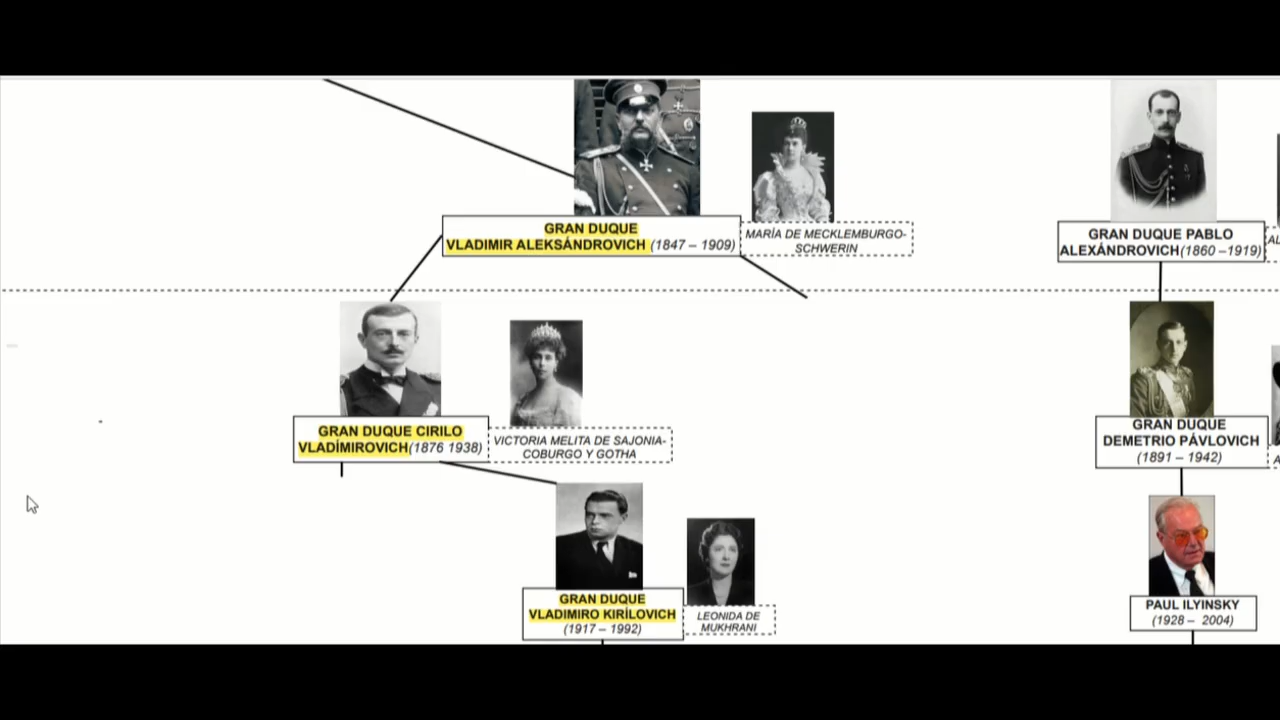 GRAN DUQUE
VLADIMIR ALEKSÁNDROVICH (1847 – 1909)
MARÍA DE MECKLEMBURGO-
SCHWERIN
GRAN DUQUE PABLO
ALEXÁNDROVICH(1860 –1919)
GRAN DUQUE CIRILO
VLADÍMIROVICH(1876 1938)
VICTORIA MELITA DE SAJONIA-
COBURGO Y GOTHA
GRAN DUQUE
DEMETRIO PÁVLOVICH
(1891 – 1942)
GRAN DUQUE
VLADIMIRO KIRÍLOVICH
(1917 – 1992)
LEONIDA DE
MUKHRANI
PAUL ILYINSKY
(1928 – 2004)